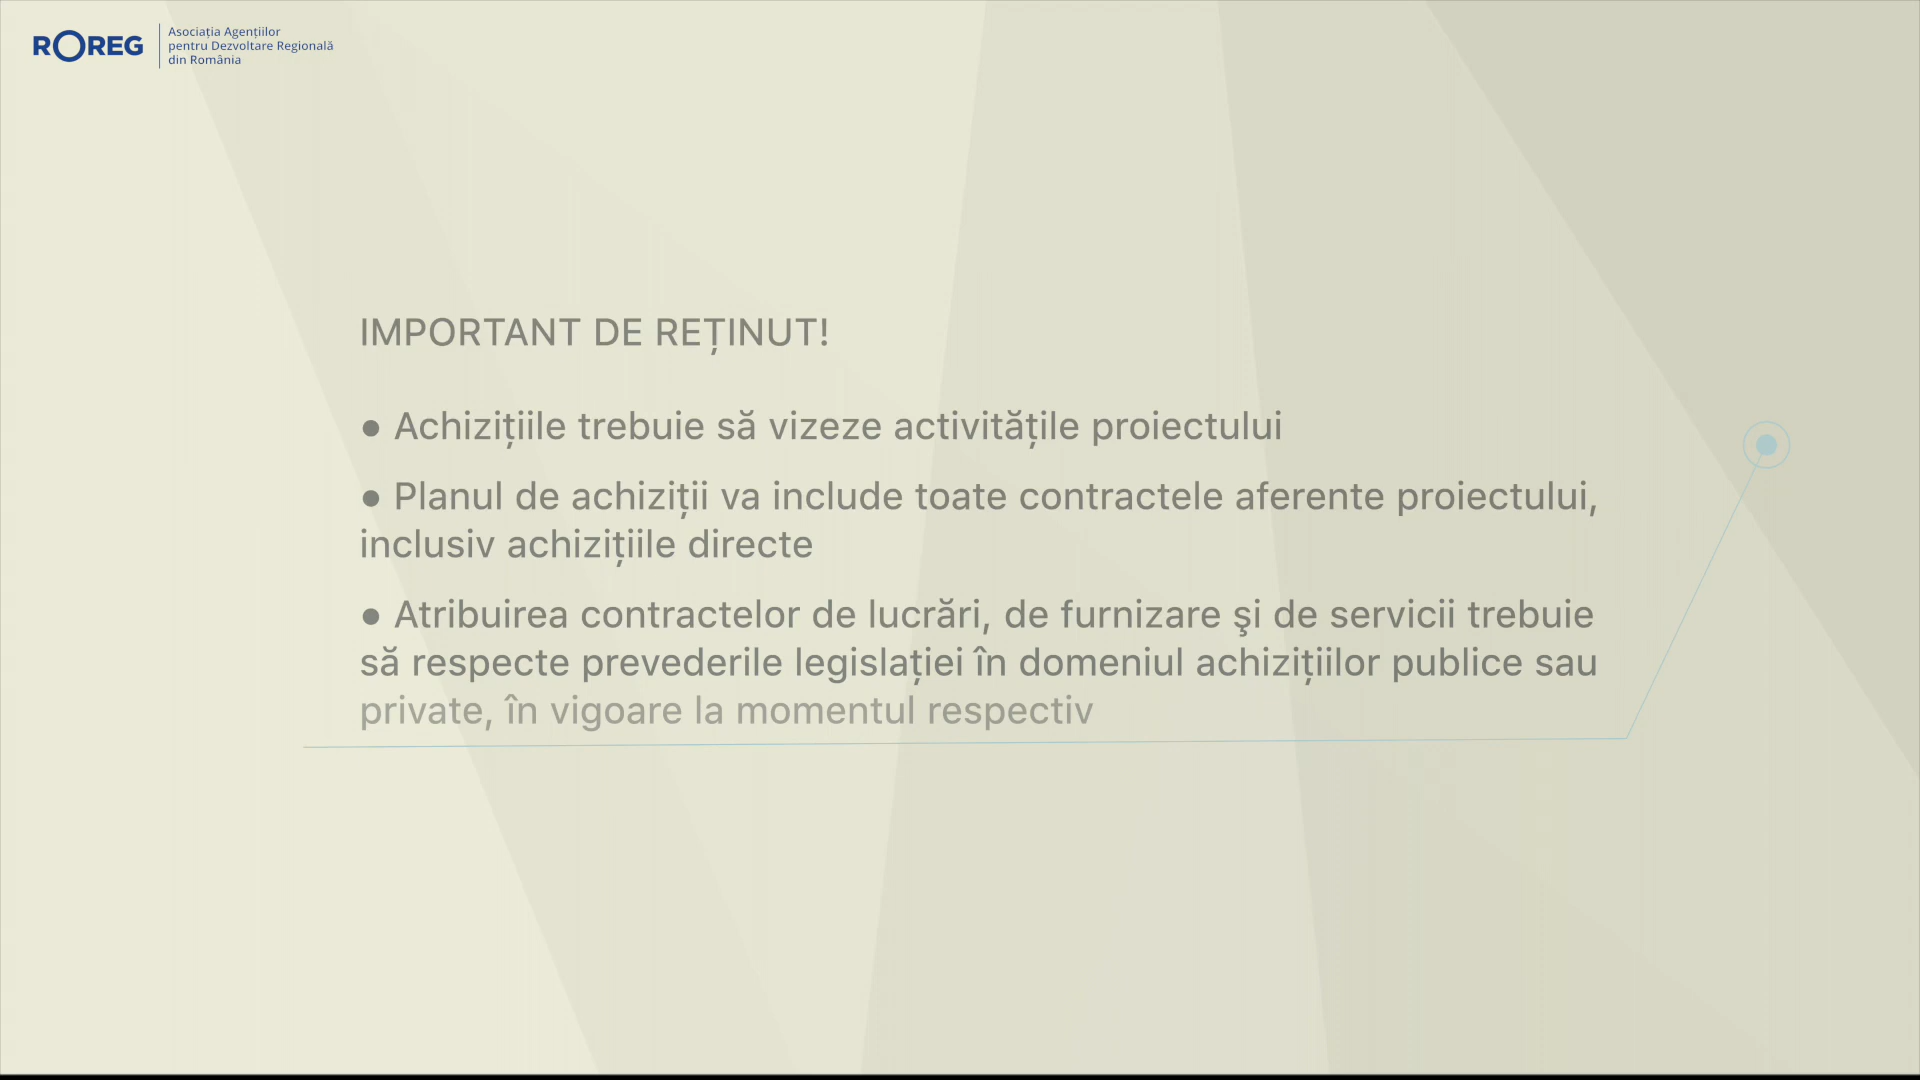 ROREG
Asociația Agențiilor
pentru Dezvoltare Regională
din România
IMPORTANT DE REȚINUT!
● Achizițiile trebuie să vizeze activitățile proiectului
● Planul de achiziții va include toate contractele aferente proiectului,
inclusiv achizițiile directe
● Atribuirea contractelor de lucrări, de furnizare şi de servicii trebuie
să respecte prevederile legislației în domeniul achizițiilor publice sau
private, în vigoare la momentul respectiv